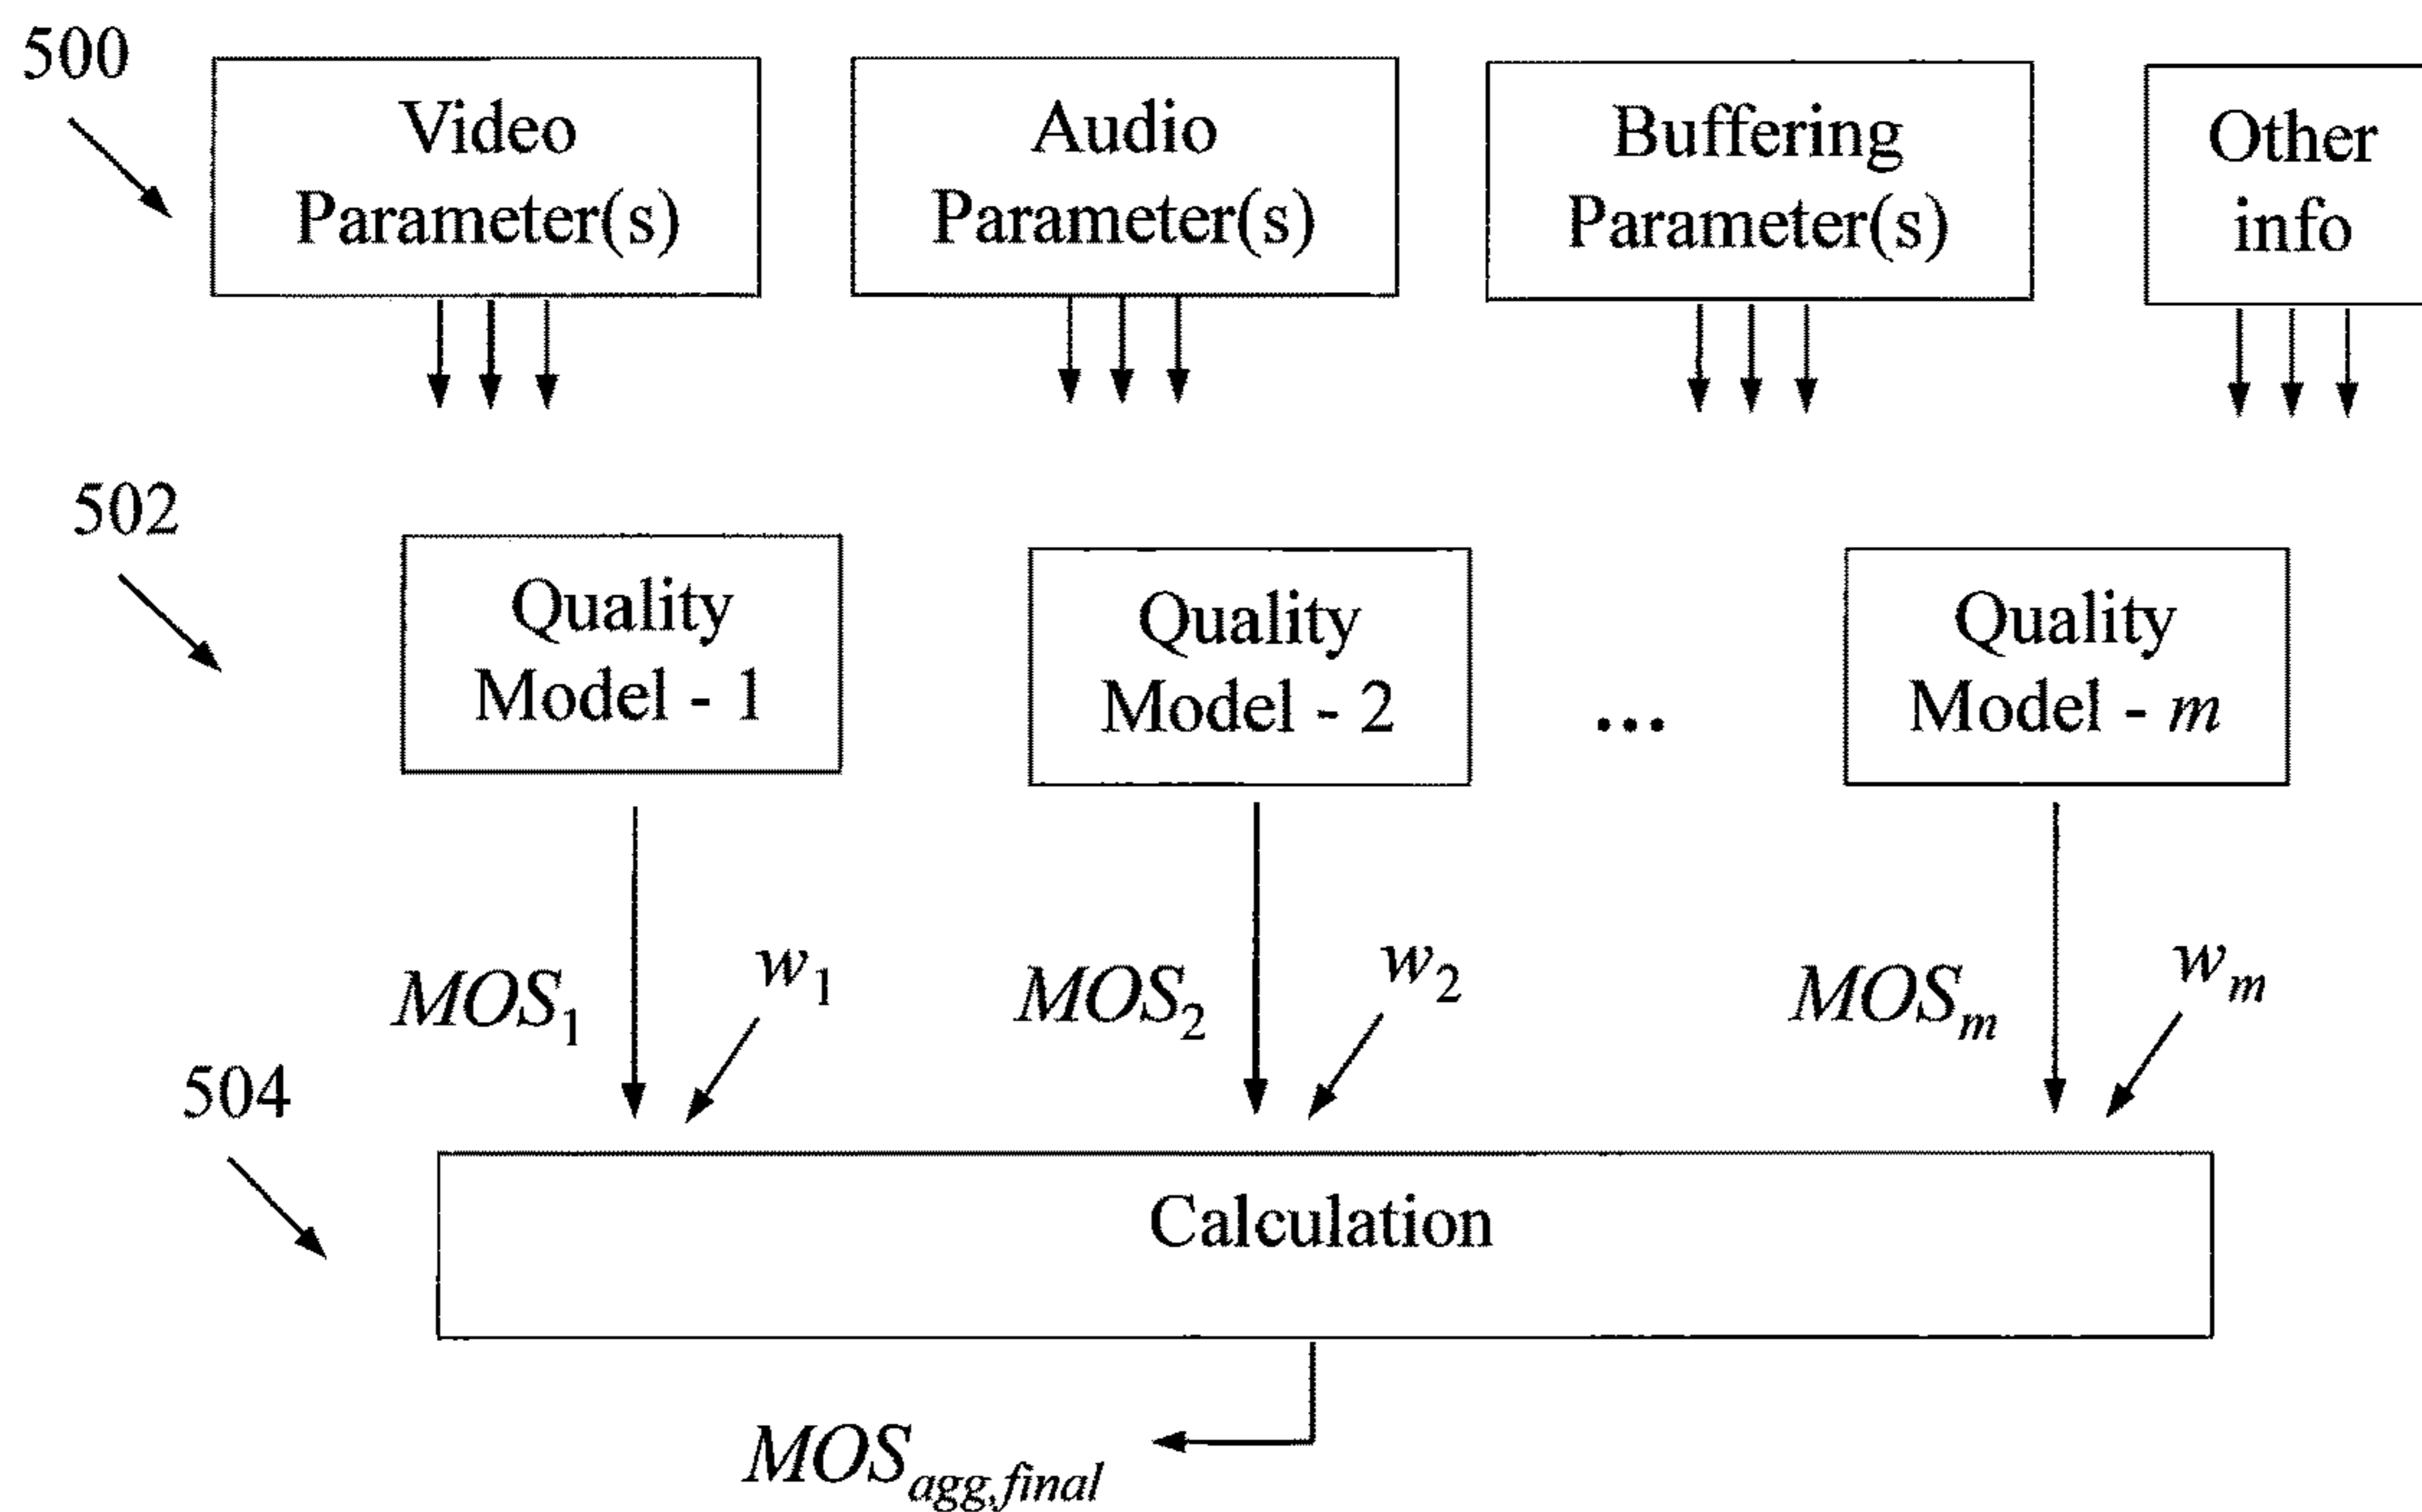 500
Video
Parameter(s)
Audio
Parameter(s)
Buffering
Parameter(s)
Other
info
502
Quality
Model - 1
Quality
Model - 2
...
Quality
Model - m
MOS1
w1
MOS2
w2
MOSm
wm
504
Calculation
MOSagg,final